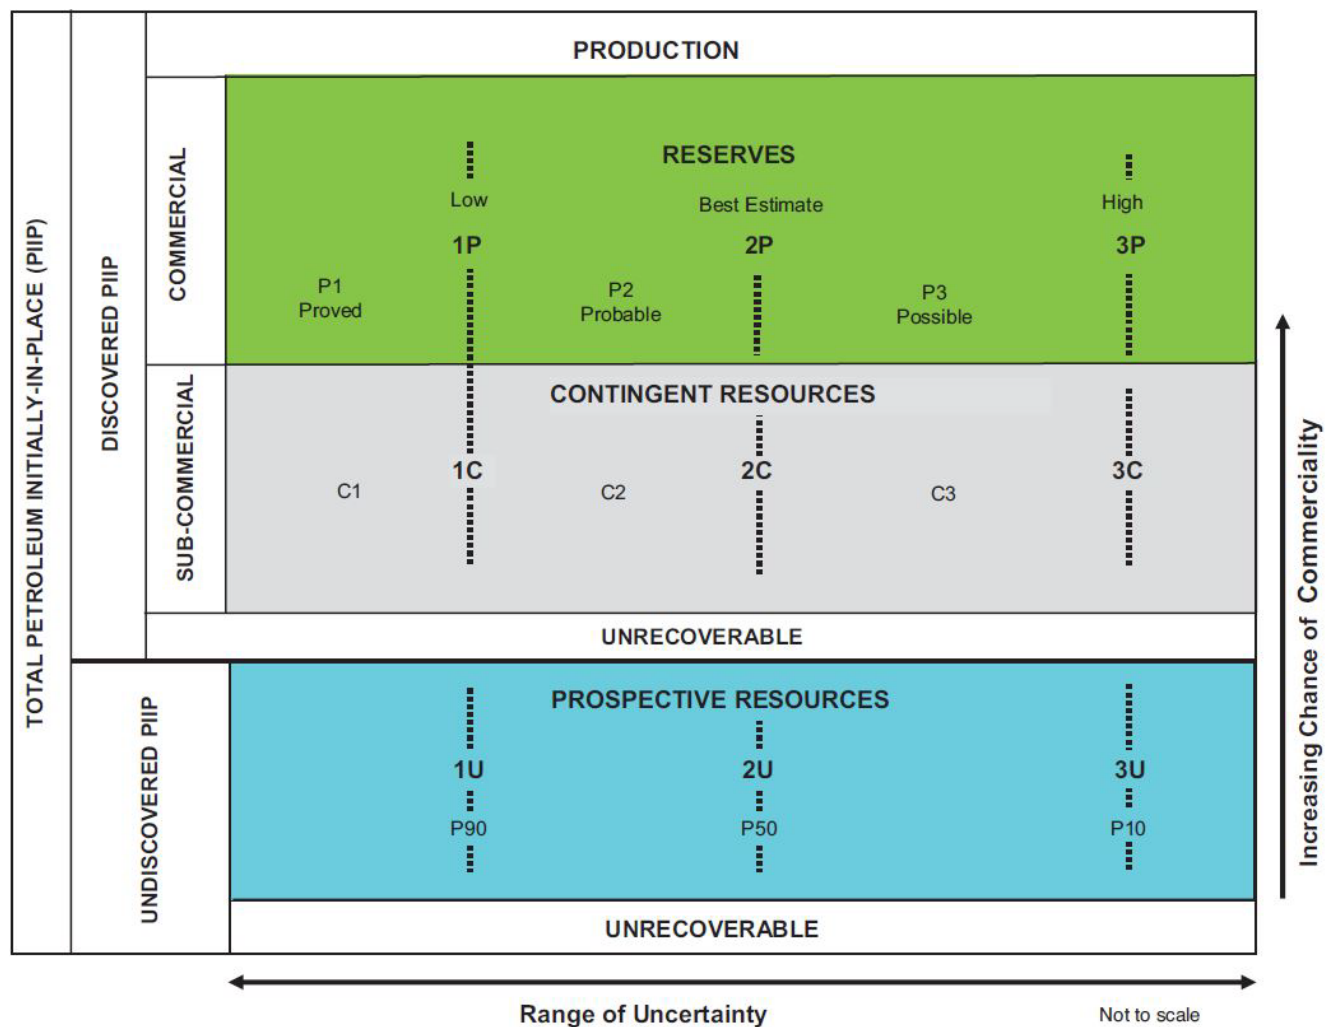 TOTAL PETROLEUM INITIALLY-IN-PLACE (PIIP)
DISCOVERED PIIP
UNDISCOVERED PIIP
COMMERCIAL
SUB-COMMERCIAL
PRODUCTION
RESERVES
Low
Best Estimate
High
1P
2P
3P
P1
Proved
P2
Probable
P3
Possible
CONTINGENT RESOURCES
1C
2C
3C
C1
C2
C3
UNRECOVERABLE
PROSPECTIVE RESOURCES
1U
2U
3U
P90
P50
P10
UNRECOVERABLE
Increasing Chance of Commerciality
Range of Uncertainty
Not to scale